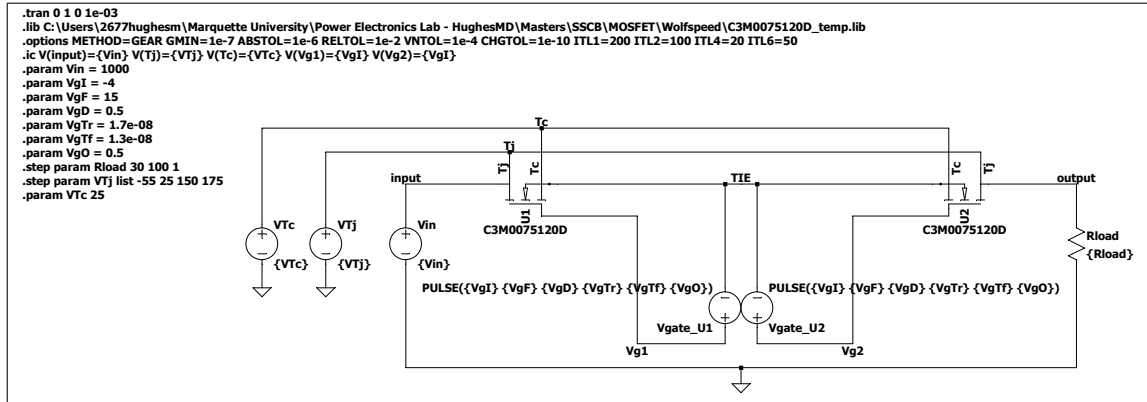 .tran 0 1 0 1e-03
.lib C:\Users\2677hughesm\Marquette University\Power Electronics Lab - HughesMD\Masters\SSCB\MOSFET\Wolfspeed\C3M0075120D_temp.lib
.options METHOD=GEAR GMIN=1e-7 ABSTOL=1e-6 RELTOL=1e-2 VNTOL=1e-4 CHGTOL=1e-10 ITL1=200 ITL2=100 ITL4=20 ITL6=50
.ic V(input)={Vin} V(Tj)={VTj} V(Tc)={VTc} V(Vg1)={VgI} V(Vg2)={VgI}
.param Vin = 1000
.param VgI = -4
.param VgF = 15
.param VgD = 0.5
.param VgTr = 1.7e-08
.param VgTf = 1.3e-08
.param VgO = 0.5
.step param Rload 30 100 1
.step param VTj list -55 25 150 175
.param VTc 25
Tc
Tj
Tj
Tc
Tc
Tj
input
TIE
output
U1
U2
C3M0075120D
C3M0075120D
VTc
{VTc}
VTj
{VTj}
Vin
{Vin}
Rload
{Rload}
PULSE({VgI} {VgF} {VgD} {VgTr} {VgTf} {VgO})
PULSE({VgI} {VgF} {VgD} {VgTr} {VgTf} {VgO})
Vgate_U1
Vgate_U2
Vg1
Vg2